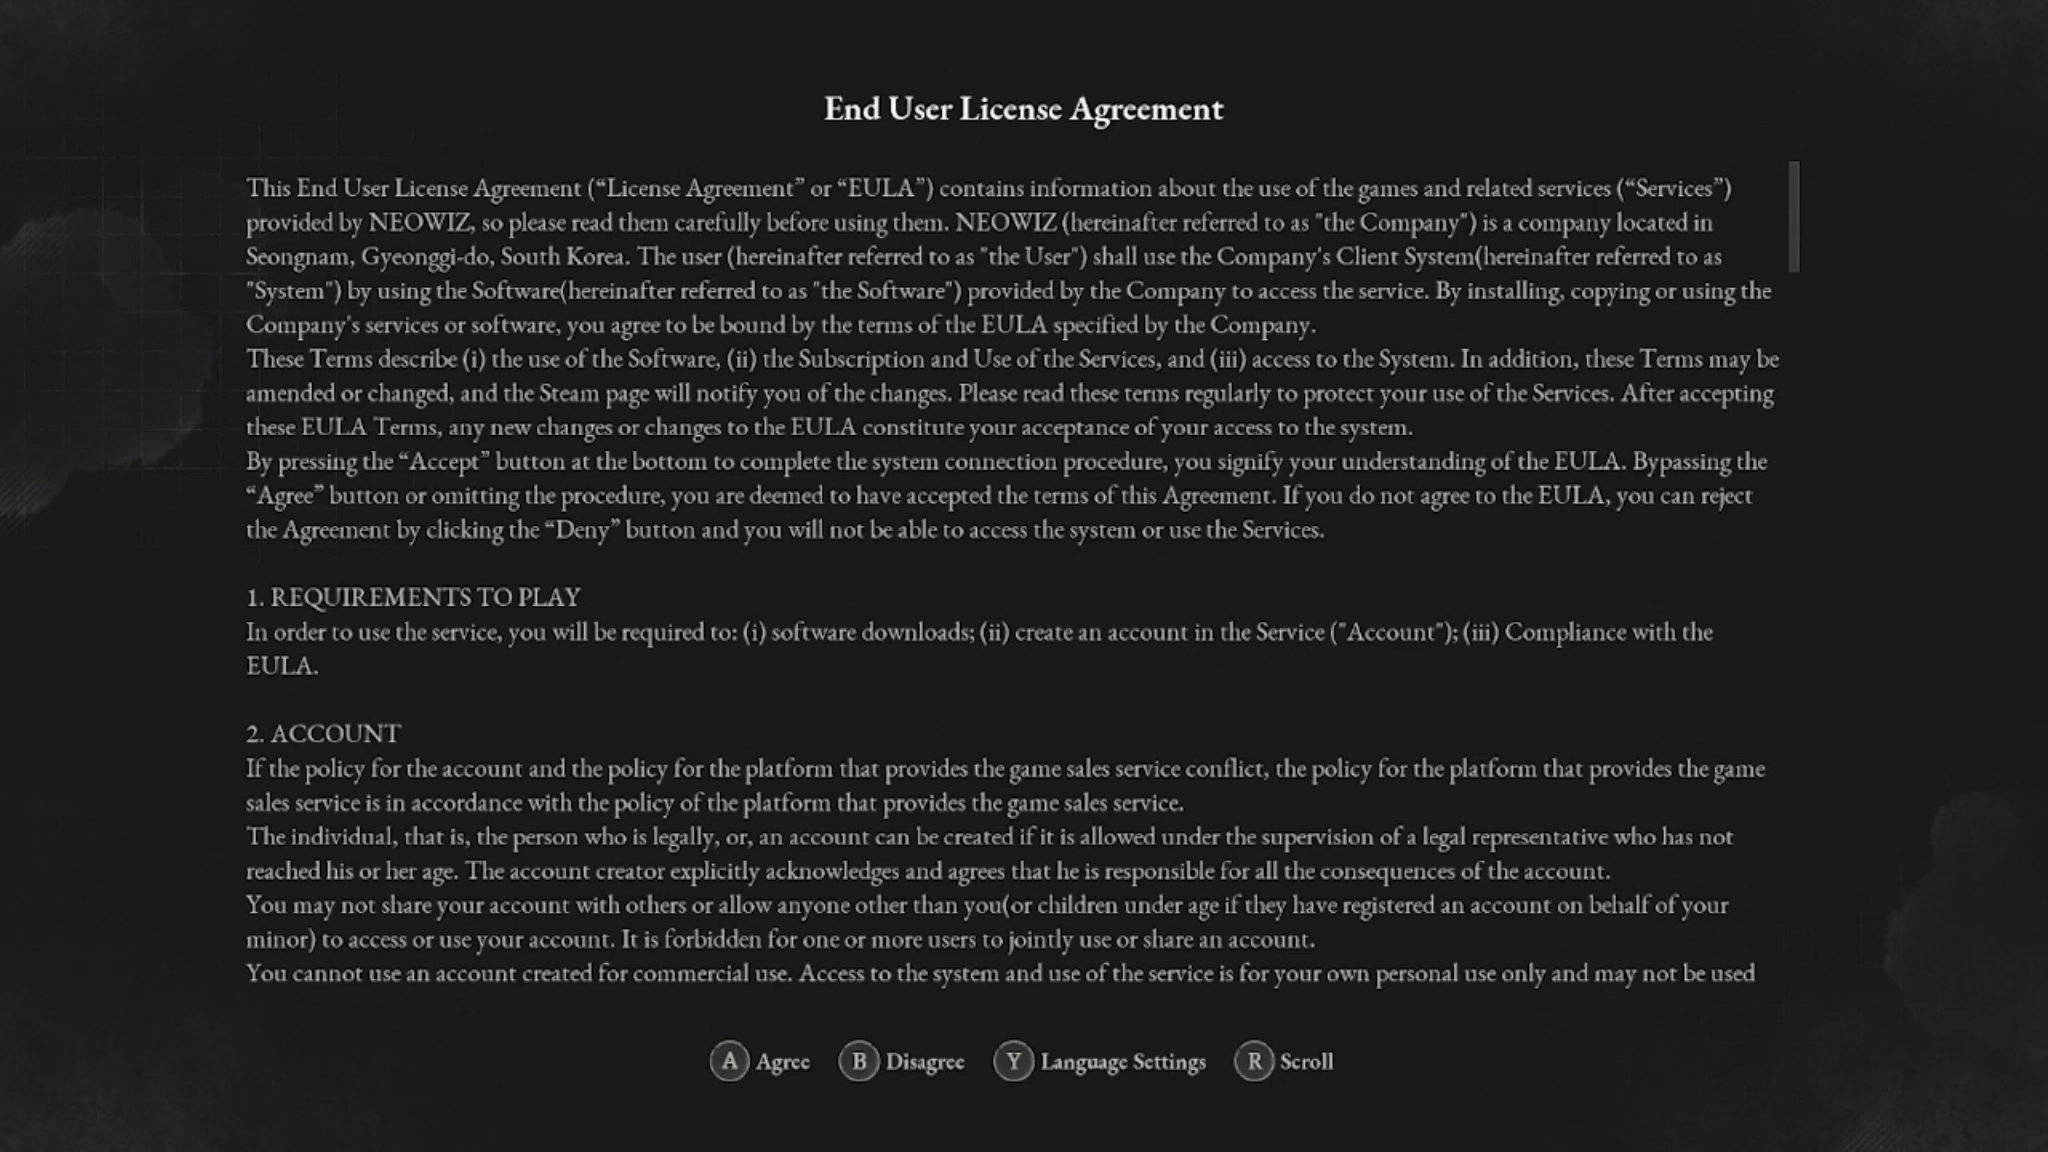 End User License Agreement
This End User License Agreement (“License Agreement” or “EULA”) contains information about the use of the games and related services (“Services”)
provided by NEOWIZ, so please read them carefully before using them. NEOWIZ (hereinafter referred to as "the Company") is a company located in
Seongnam, Gyeonggi-do, South Korea. The user (hereinafter referred to as "the User") shall use the Company's Client System(hereinafter referred to as
"System") by using the Software(hereinafter referred to as "the Software") provided by the Company to access the service. By installing, copying or using the
Company's services or software, you agree to be bound by the terms of the EULA specified by the Company.
These Terms describe (i) the use of the Software, (ii) the Subscription and Use of the Services, and (iii) access to the System. In addition, these Terms may be
amended or changed, and the Steam page will notify you of the changes. Please read these terms regularly to protect your use of the Services. After accepting
these EULA Terms, any new changes or changes to the EULA constitute your acceptance of your access to the system.
By pressing the “Accept” button at the bottom to complete the system connection procedure, you signify your understanding of the EULA. Bypassing the
“Agree” button or omitting the procedure, you are deemed to have accepted the terms of this Agreement. If you do not agree to the EULA, you can reject
the Agreement by clicking the “Deny” button and you will not be able to access the system or use the Services.
1. REQUIREMENTS TO PLAY
In order to use the service, you will be required to: (i) software downloads; (ii) create an account in the Service ("Account"); (iii) Compliance with the
EULA.
2. ACCOUNT
If the policy for the account and the policy for the platform that provides the game sales service conflict, the policy for the platform that provides the game
sales service is in accordance with the policy of the platform that provides the game sales service.
The individual, that is, the person who is legally, or, an account can be created if it is allowed under the supervision of a legal representative who has not
reached his or her age. The account creator explicitly acknowledges and agrees that he is responsible for all the consequences of the account.
You may not share your account with others or allow anyone other than you(or children under age if they have registered an account on behalf of your
minor) to access or use your account. It is forbidden for one or more users to jointly use or share an account.
You cannot use an account created for commercial use. Access to the system and use of the service is for your own personal use only and may not be used
A Agree B Disagree Y Language Settings R Scroll